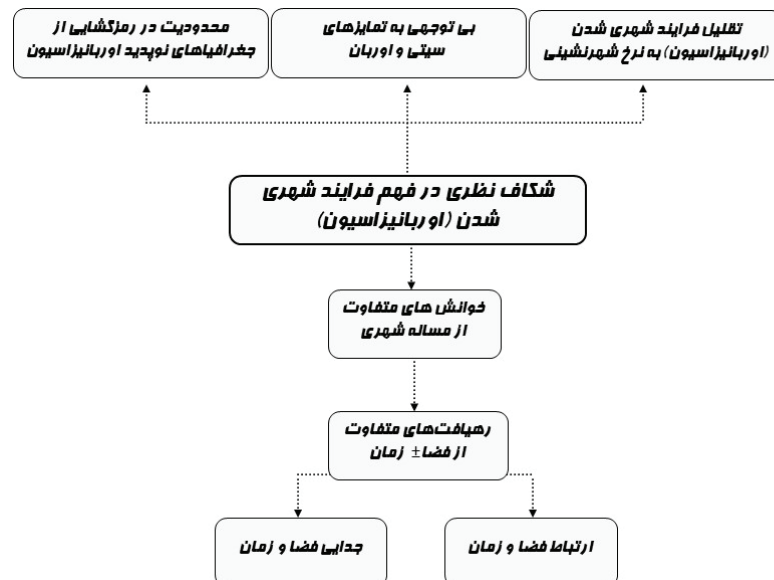 تقلیل فرایند شهری شدن
(اوربانیزاسیون) به نرخ شهرنشینی
بی توجهی به تمایزهای
سیتی و اوربان
محدودیت در رمزگشایی از
جغرافیاهای نوپدید اوربانیزاسیون
شکاف نظری در فهم فرایند شهری
شدن (اوربانیزاسیون)
خوانش های متفاوت
از مساله شهری
رهیافت‌های متفاوت
از فضا± زمان
ارتباط فضا و زمان
جدایی فضا و زمان